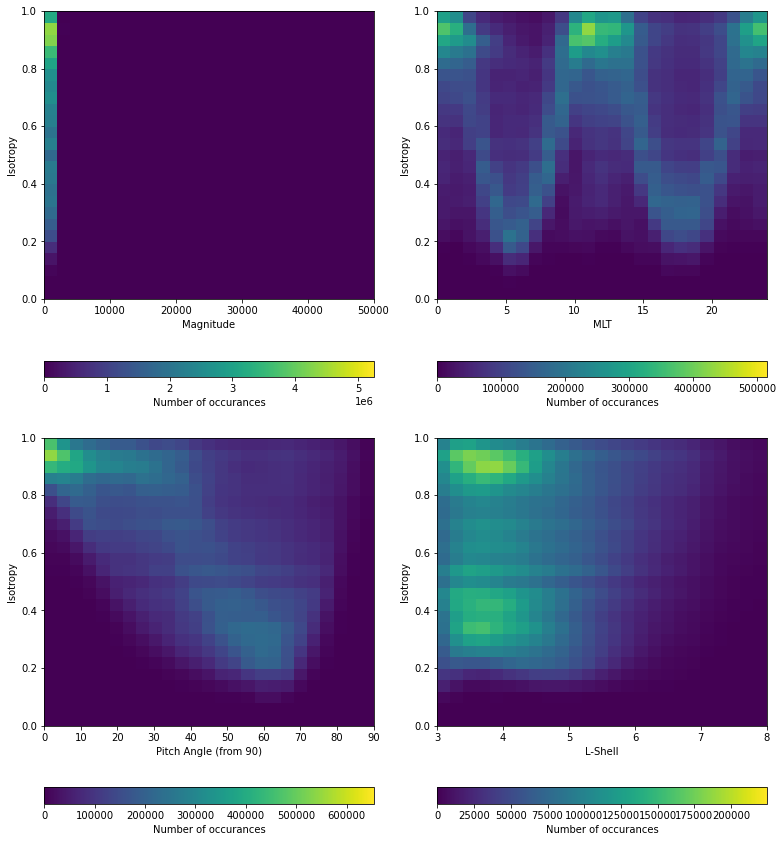 1.0
0.8
0.6
0.4
0.2
0.0
Isotropy
10000 20000 30000 40000 50000
Magnitude
0 1 2 3 4 5
1e6
Number of occurances
1.0
0.8
0.6
0.4
0.2
0.0
Isotropy
0 5 10 15 20
MLT
0 100000 200000 300000 400000 500000
Number of occurances
1.0
0.8
0.6
0.4
0.2
0.0
Isotropy
0 10 20 30 40 50 60 70 80 90
Pitch Angle (from 90)
0 100000 200000 300000 400000 500000 600000
Number of occurances
1.0
0.8
0.6
0.4
0.2
0.0
Isotropy
3 4 5 6 7 8
L-Shell
0 25000 50000 75000 100000 125000 150000 175000 200000
Number of occurances